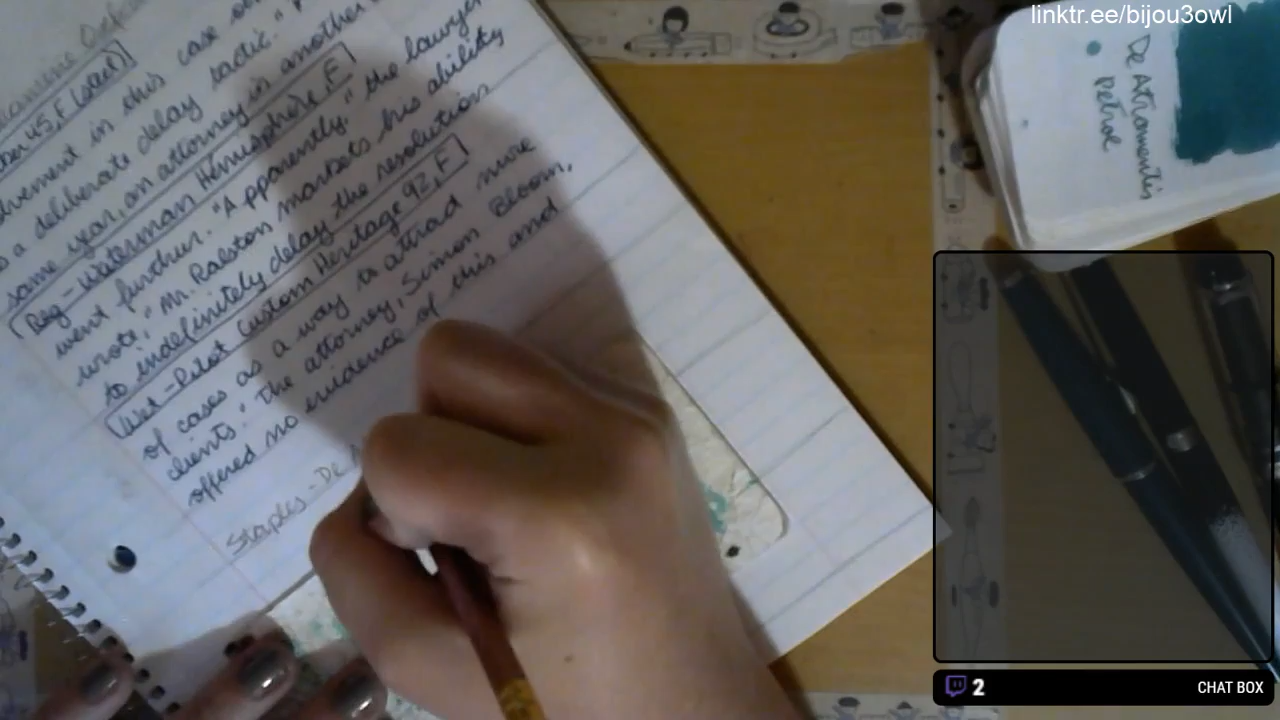 linktr.ee/bijou3owl
De Atramentis
Petrol
45, F (steel)
vement in this case
a deliberate delay tactic."
same year, an attorney in another
Reg - Waterman Hemisphere, F
went further. "Apparently," the lawyer
wrote, "Mr. Ralston markets his ability
to indefinitely delay the resolution
Wet - Pilot Custom Heritage 92, F
of cases as a way to attract more
clients." The attorney, Simon Bloom,
offered no evidence of this and
Staples - De A
2
CHAT BOX